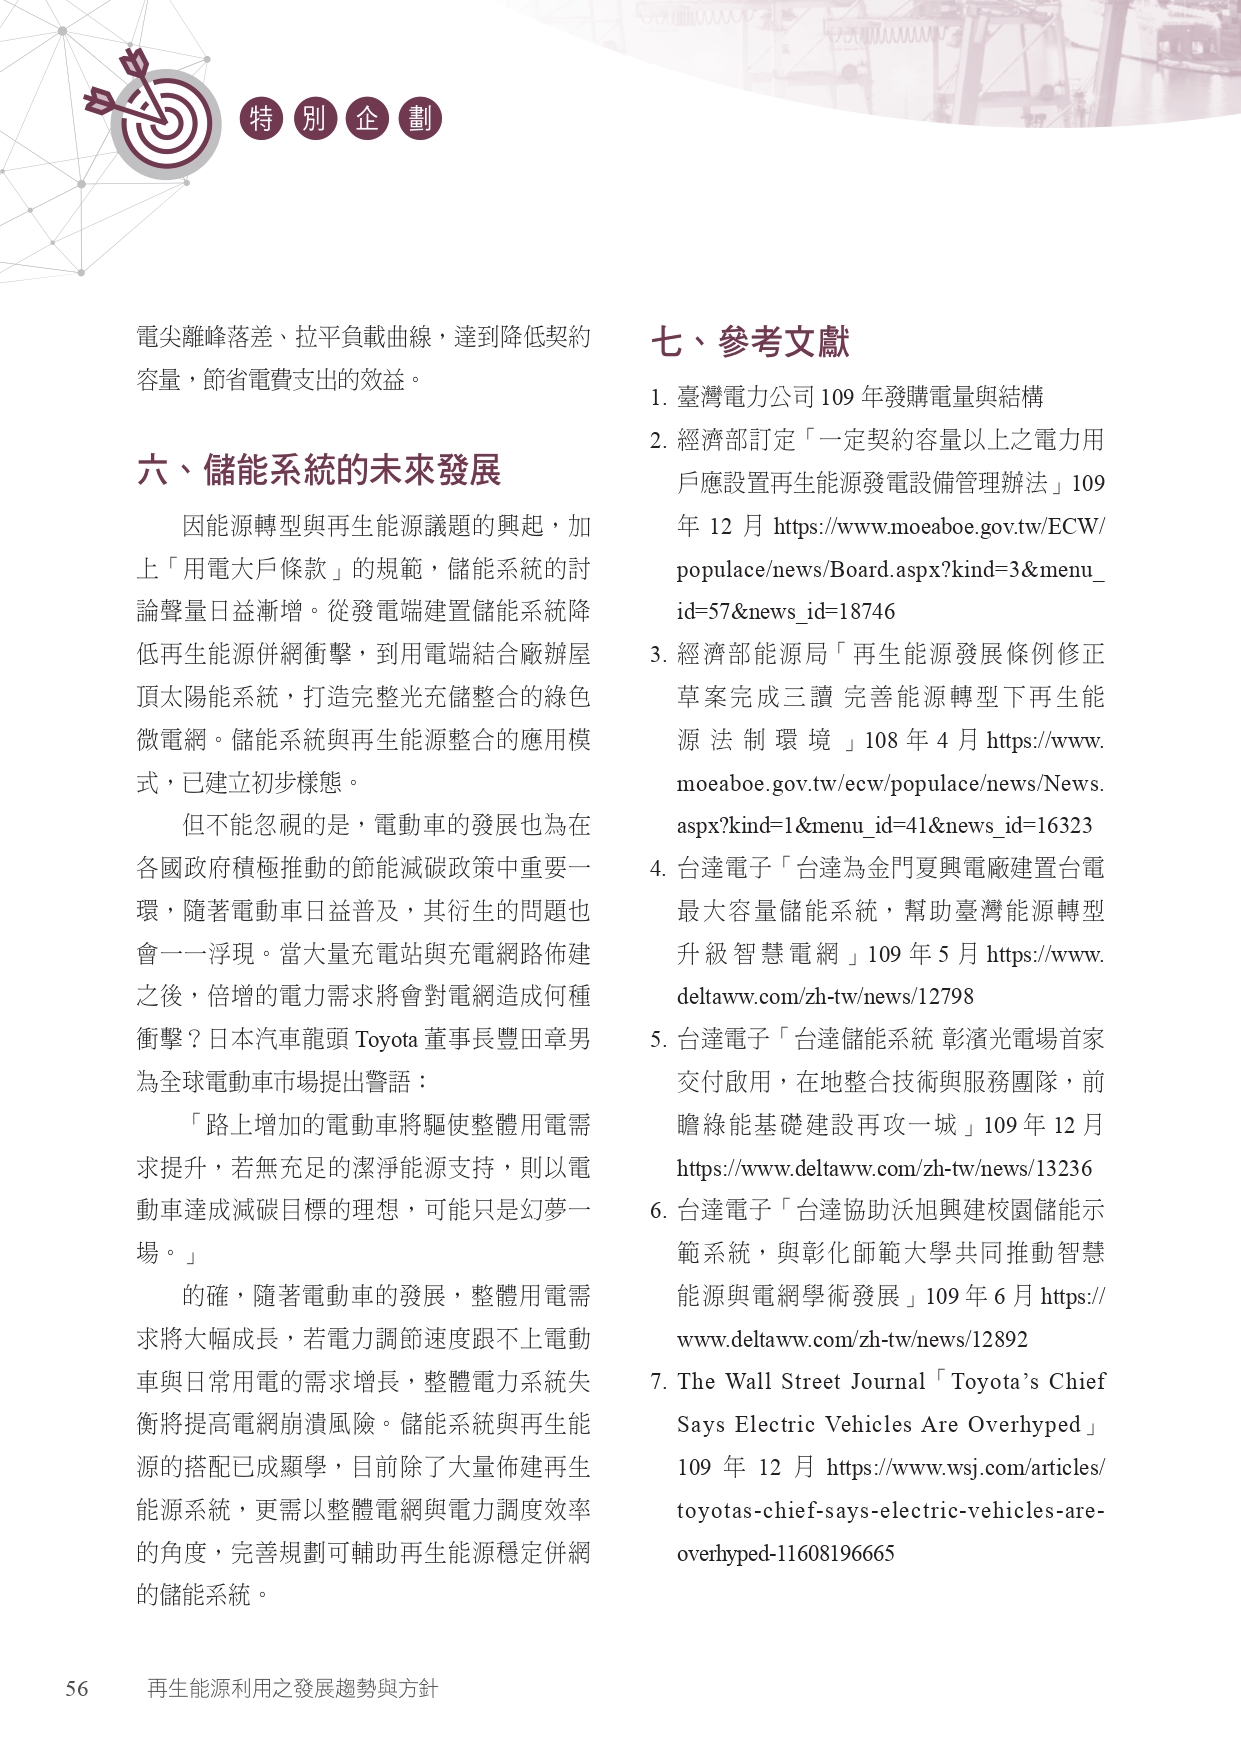 特別企劃
電尖離峰落差、拉平負載曲線，達到降低契約
容量，節省電費支出的效益。
六、儲能系統的未來發展
因能源轉型與再生能源議題的興起，加
上「用電大戶條款」的規範，儲能系統的討
論聲量日益漸增。從發電端建置儲能系統降
低再生能源併網衝擊，到用電端結合廠辦屋
頂太陽能系統，打造完整光充儲整合的綠色
微電網。儲能系統與再生能源整合的應用模
式，已建立初步樣態。
但不能忽視的是，電動車的發展也為在
各國政府積極推動的節能減碳政策中重要一
環，隨著電動車日益普及，其衍生的問題也
會一一浮現。當大量充電站與充電網路佈建
之後，倍增的電力需求將會對電網造成何種
衝擊？日本汽車龍頭 Toyota 董事長豐田章男
為全球電動車市場提出警語：
「路上增加的電動車將驅使整體用電需
求提升，若無充足的潔淨能源支持，則以電
動車達成減碳目標的理想，可能只是幻夢一
場。」
的確，隨著電動車的發展，整體用電需
求將大幅成長，若電力調節速度跟不上電動
車與日常用電的需求增長，整體電力系統失
衡將提高電網崩潰風險。儲能系統與再生能
源的搭配已成顯學，目前除了大量佈建再生
能源系統，更需以整體電網與電力調度效率
的角度，完善規劃可輔助再生能源穩定併網
的儲能系統。
七、參考文獻
1. 臺灣電力公司 109 年發購電量與結構
2. 經濟部訂定「一定契約容量以上之電力用
戶應設置再生能源發電設備管理辦法」109
年 12 月 https://www.moeaboe.gov.tw/ECW/
populace/news/Board.aspx?kind=3&menu_
id=57&news_id=18746
3. 經濟部能源局「再生能源發展條例修正
草案完成三讀 完善能源轉型下再生能
源法制環境」108 年 4 月 https://www.
moeaboe.gov.tw/ecw/populace/news/News.
aspx?kind=1&menu_id=41&news_id=16323
4. 台達電子「台達為金門夏興電廠建置台電
最大容量儲能系統，幫助臺灣能源轉型
升級智慧電網」109 年 5 月 https://www.
deltaww.com/zh-tw/news/12798
5. 台達電子「台達儲能系統 彰濱光電場首家
交付啟用，在地整合技術與服務團隊，前
瞻綠能基礎建設再攻一城」109 年 12 月
https://www.deltaww.com/zh-tw/news/13236
6. 台達電子「台達協助沃旭興建校園儲能示
範系統，與彰化師範大學共同推動智慧
能源與電網學術發展」109 年 6 月 https://
www.deltaww.com/zh-tw/news/12892
7. The Wall Street Journal「Toyota’s Chief
Says Electric Vehicles Are Overhyped」
109 年 12 月 https://www.wsj.com/articles/
toyotas-chief-says-electric-vehicles-are-
overhyped-11608196665
56 再生能源利用之發展趨勢與方針